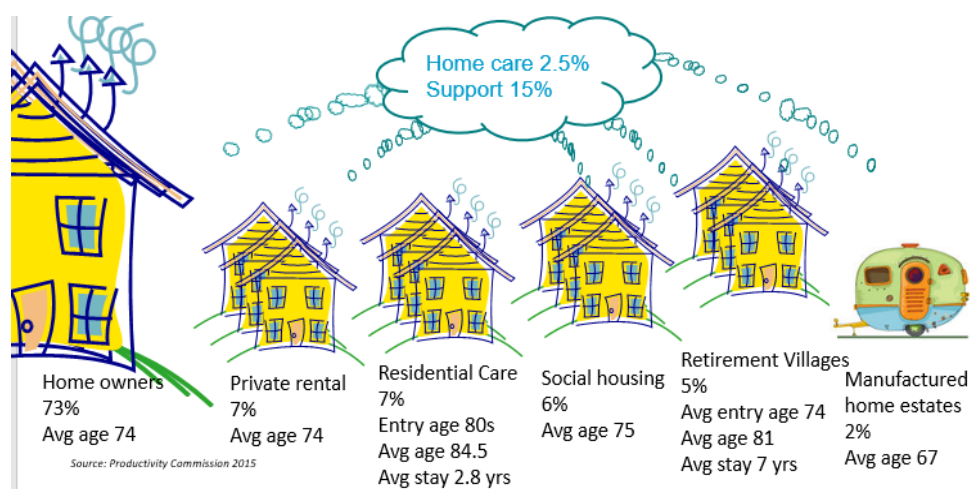 Home care 2.5%
Support 15%
Home owners
73%
Avg age 74
Private rental
7%
Avg age 74
Residential Care
7%
Entry age 80s
Avg age 84.5
Avg stay 2.8 yrs
Social housing
6%
Avg age 75
Retirement Villages
5%
Avg entry age 74
Avg age 81
Avg stay 7 yrs
Manufactured
home estates
2%
Avg age 67
Source: Productivity Commission 2015